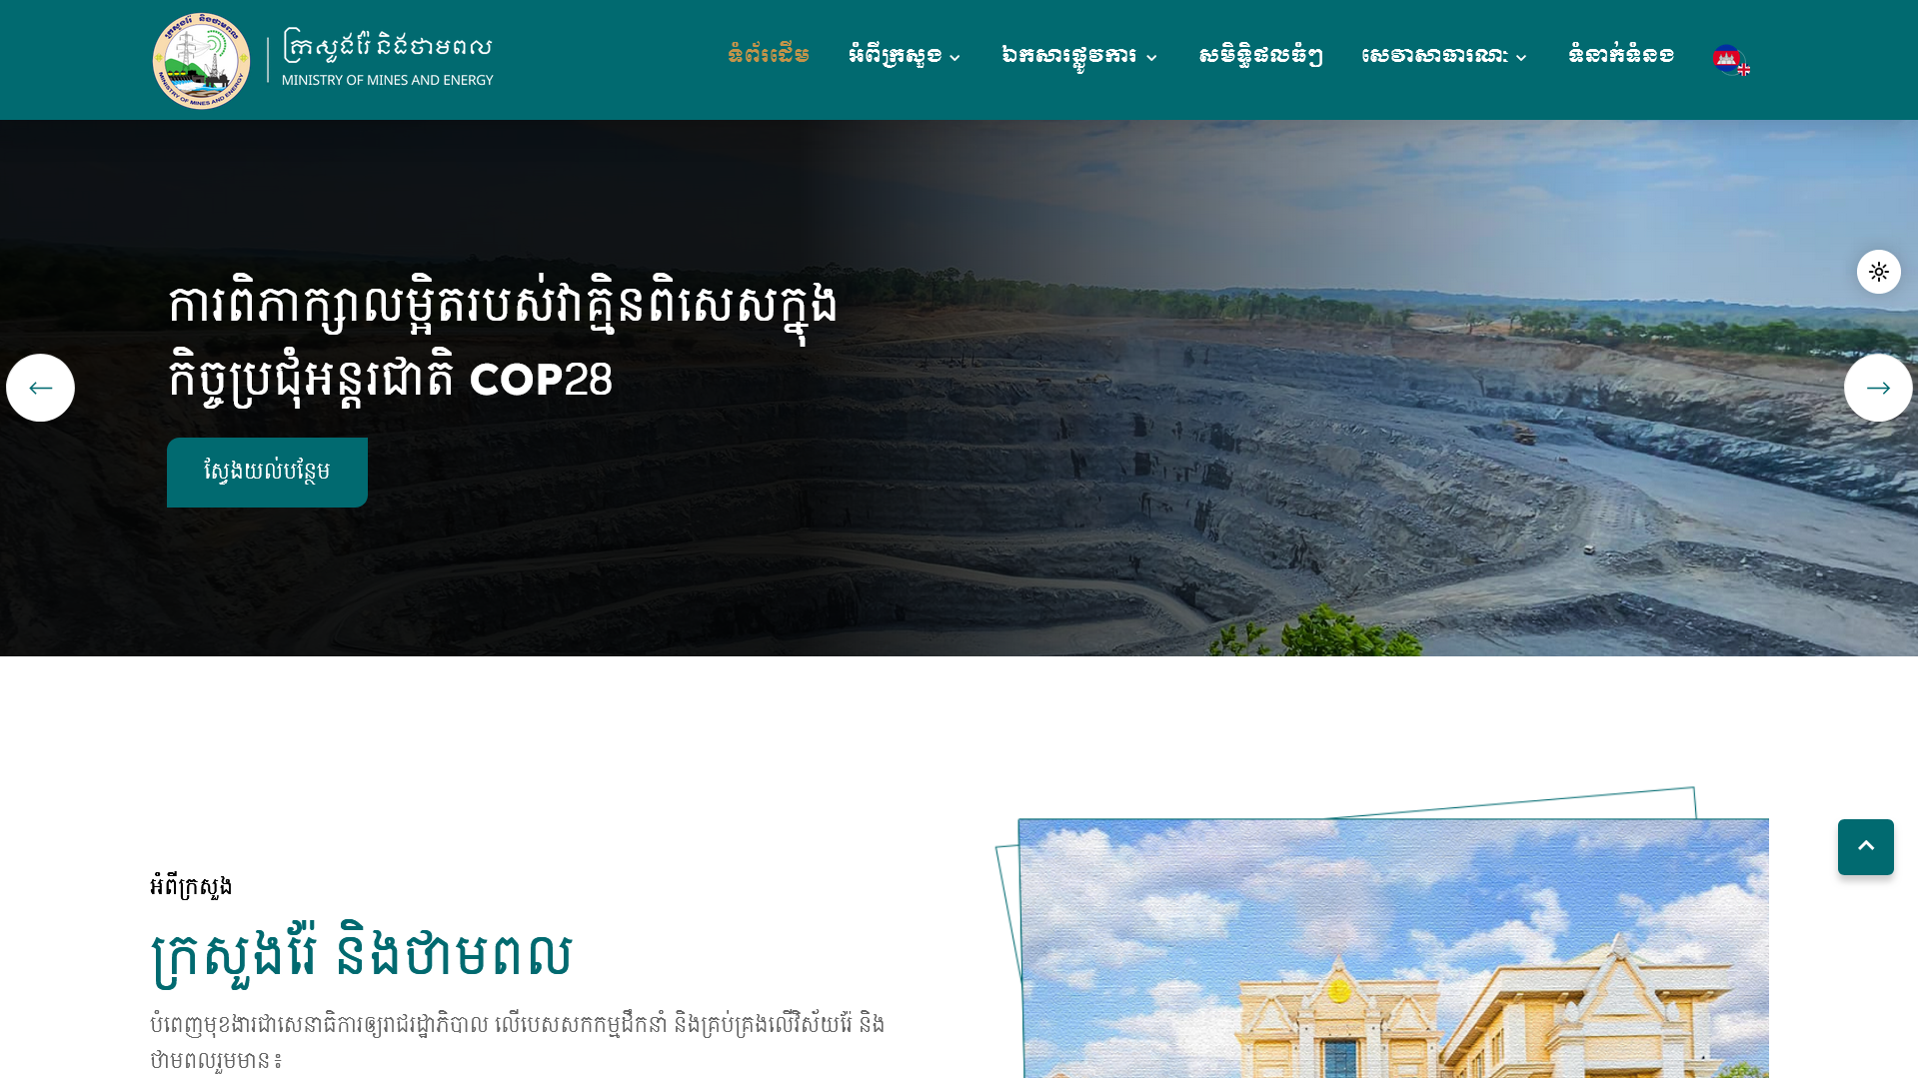 ក្រសួងរ៉ែ និងថាមពល
MINISTRY OF MINES AND ENERGY
ទំព័រដើម
អំពីក្រសួង
ឯកសារផ្លូវការ
សមិទ្ធិផលធំៗ
សេវាសាធារណៈ
ទំនាក់ទំនង
ការពិភាក្សាលម្អិតរបស់វាគ្មិនពិសេសក្នុង
កិច្ចប្រជុំអន្តរជាតិ COP28
ស្វែងយល់បន្ថែម
អំពីក្រសួង
ក្រសួងរ៉ែ និងថាមពល
បំពេញមុខងារជាសេនាធិការឲ្យរាជរដ្ឋាភិបាល លើបេសសកកម្មដឹកនាំ និងគ្រប់គ្រងលើវិស័យរ៉ែ និង
ថាមពលរួមមាន៖